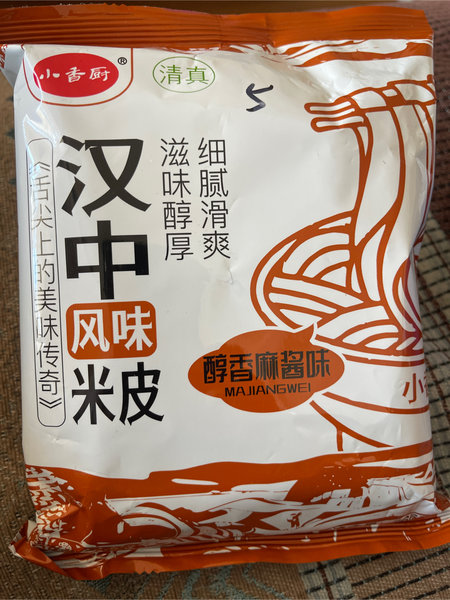 小香厨®
清真
5
细腻滑爽
滋味醇厚
汉中
风味
米皮
《舌尖上的美味传奇》
醇香麻酱味
MAJIANGWEI
小